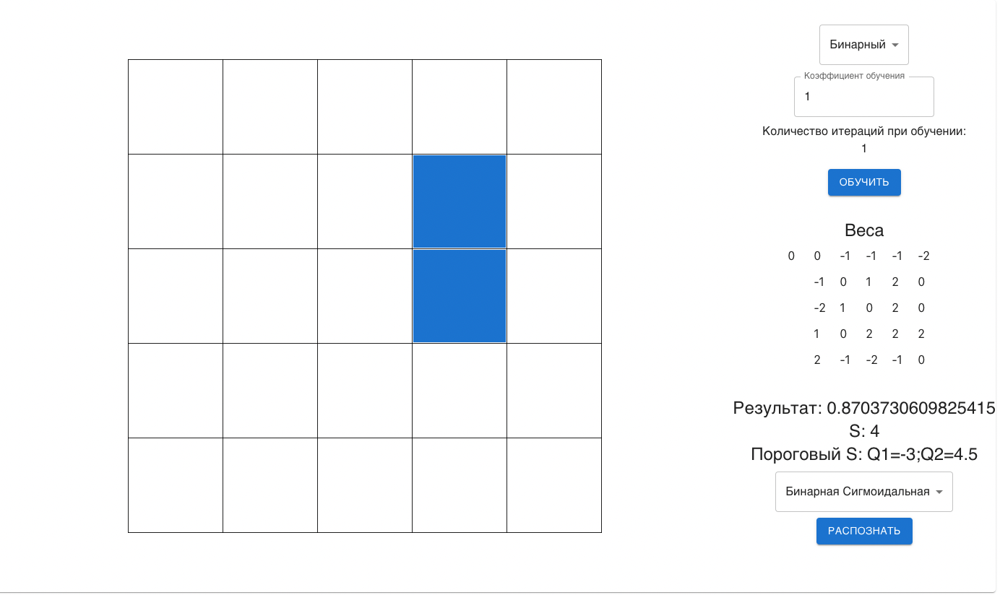 Бинарный
Коэффициент обучения
1
Количество итераций при обучении:
1
ОБУЧИТЬ
Веса
0 0 -1 -1 -1 -2
-1 0 1 2 0
-2 1 0 2 0
1 0 2 2 2
2 -1 -2 -1 0
Результат: 0.8703730609825415
S: 4
Пороговый S: Q1=-3;Q2=4.5
Бинарная Сигмоидальная
РАСПОЗНАТЬ